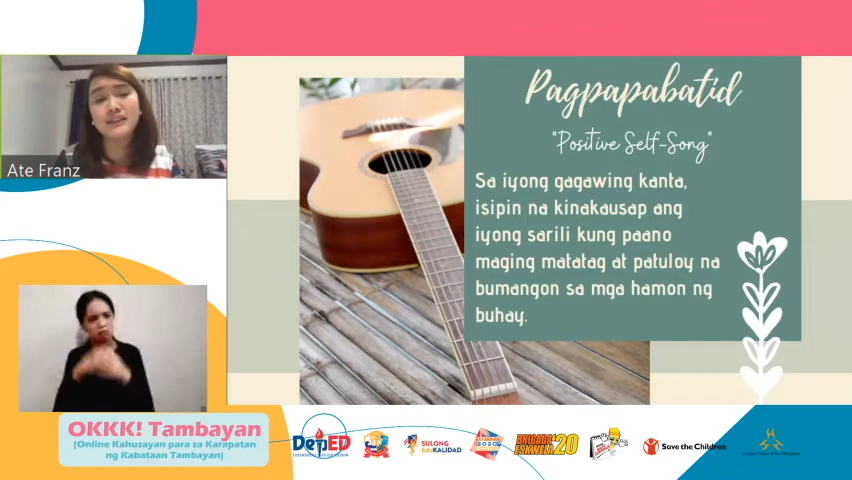 Pagpapabatid
"Positive Self-Song"
Sa iyong gagawing kanta,
isipin na kinakausap ang
iyong sarili kung paano
maging matatag at patuloy na
bumangon sa mga hamon ng
buhay.
Ate Franz
OKKK! Tambayan
(Online Kahusayan para sa Karapatan
ng Kabataan Tambayan)
DepED
SULONG
EduKALIDAD
BRIGADA
ESKWELA '20
Save the Children